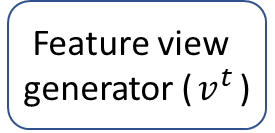 Feature view
generator ( 𝑣ᵗ )